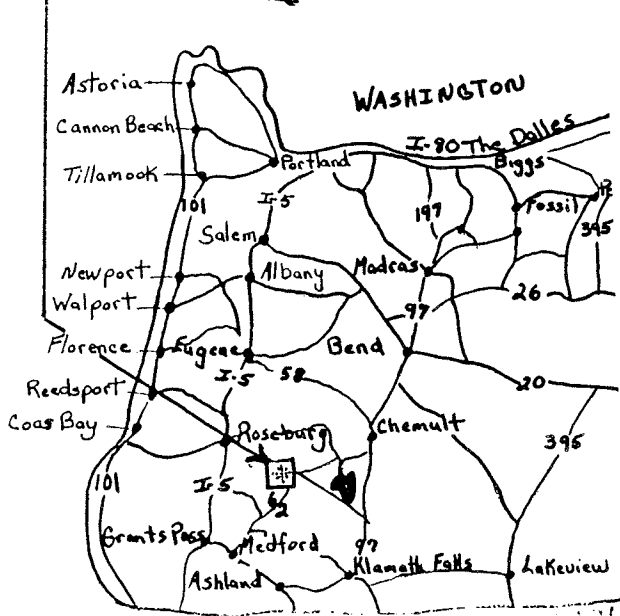 WASHINGTON
Astoria
Cannon Beach
I-80 The Dalles
Biggs
Portland
Tillamook
101
I-5
197
Fossil
395
Salem
Madras
Newport
Albany
26
Walport
97
Florence
Eugene
Bend
I-5
58
20
Reedsport
Coos Bay
Roseburg
Chemult
395
101
I-5
62
Grants Pass
Medford
97
Klamath Falls
Lakeview
Ashland